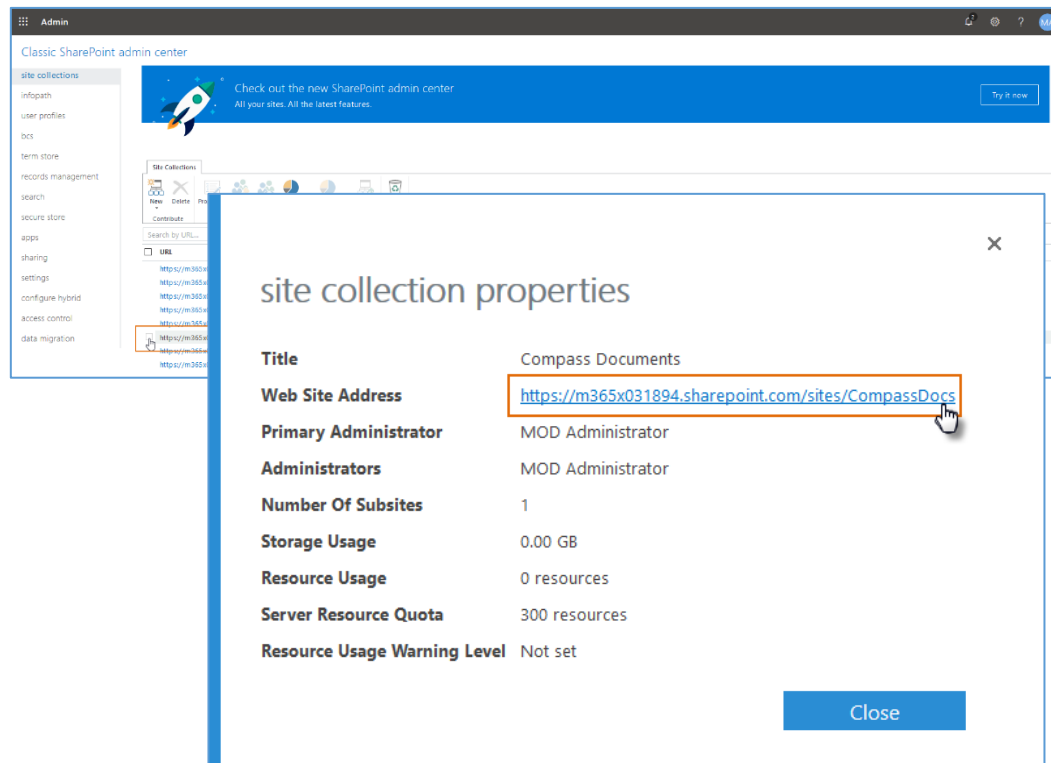 Admin
2
?
MA
Classic SharePoint admin center
site collections
infopath
user profiles
bcs
term store
records management
search
secure store
apps
sharing
settings
configure hybrid
access control
data migration
Check out the new SharePoint admin center
All your sites. All the latest features.
Try it now
Site Collections
New Delete Pro
Contribute
Search by URL...
URL
https://m365x
https://m365x
https://m365x
https://m365x
https://m365x
https://m365x
https://m365x
https://m365x
site collection properties
Title Compass Documents
Web Site Address https://m365x031894.sharepoint.com/sites/CompassDocs
Primary Administrator MOD Administrator
Administrators MOD Administrator
Number Of Subsites 1
Storage Usage 0.00 GB
Resource Usage 0 resources
Server Resource Quota 300 resources
Resource Usage Warning Level Not set
Close